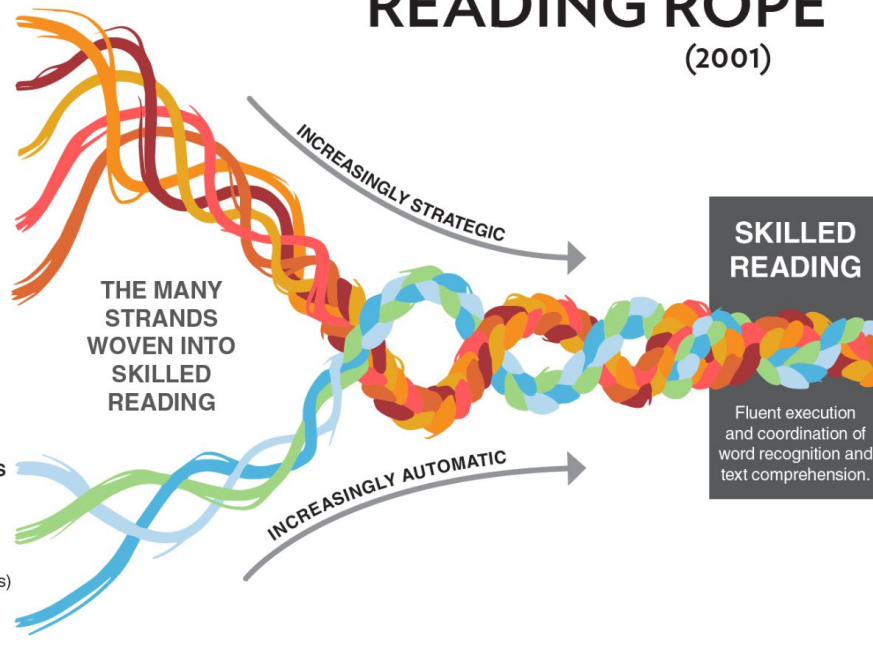 READING ROPE
(2001)
INCREASINGLY STRATEGIC
SKILLED
READING
THE MANY
STRANDS
WOVEN INTO
SKILLED
READING
Fluent execution
and coordination of
word recognition and
text comprehension.
INCREASINGLY AUTOMATIC
S
s)